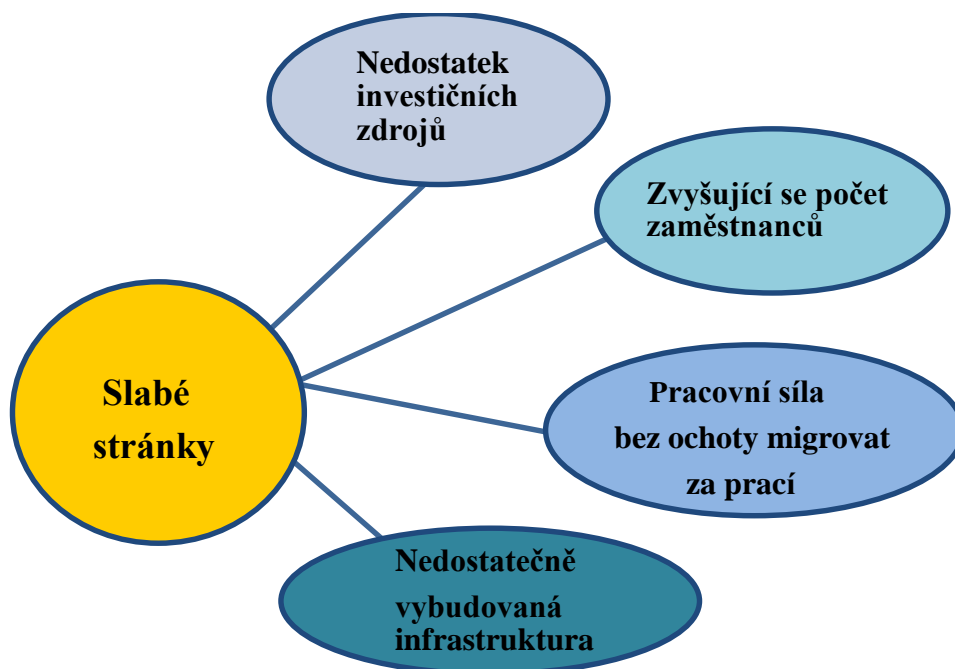 Nedostatek
investičních
zdrojů
Zvyšující se počet
zaměstnanců
Slabé
stránky
Pracovní síla
bez ochoty migrovat
za prací
Nedostatečně
vybudovaná
infrastruktura